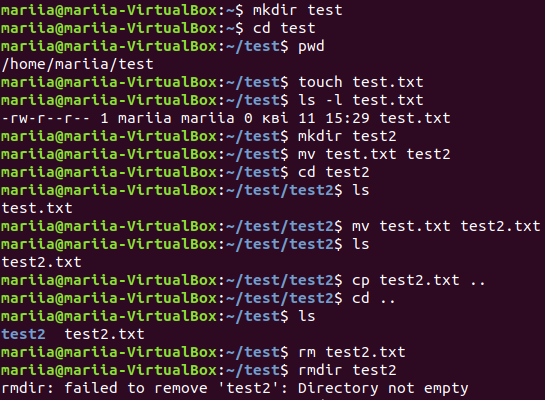 mariia@mariia-VirtualBox:~$ mkdir test
mariia@mariia-VirtualBox:~$ cd test
mariia@mariia-VirtualBox:~/test$ pwd
/home/mariia/test
mariia@mariia-VirtualBox:~/test$ touch test.txt
mariia@mariia-VirtualBox:~/test$ ls -l test.txt
-rw-r--r-- 1 mariia mariia 0 кві 11 15:29 test.txt
mariia@mariia-VirtualBox:~/test$ mkdir test2
mariia@mariia-VirtualBox:~/test$ mv test.txt test2
mariia@mariia-VirtualBox:~/test$ cd test2
mariia@mariia-VirtualBox:~/test/test2$ ls
test.txt
mariia@mariia-VirtualBox:~/test/test2$ mv test.txt test2.txt
mariia@mariia-VirtualBox:~/test/test2$ ls
test2.txt
mariia@mariia-VirtualBox:~/test/test2$ cp test2.txt ..
mariia@mariia-VirtualBox:~/test/test2$ cd ..
mariia@mariia-VirtualBox:~/test$ ls
test2  test2.txt
mariia@mariia-VirtualBox:~/test$ rm test2.txt
mariia@mariia-VirtualBox:~/test$ rmdir test2
rmdir: failed to remove 'test2': Directory not empty